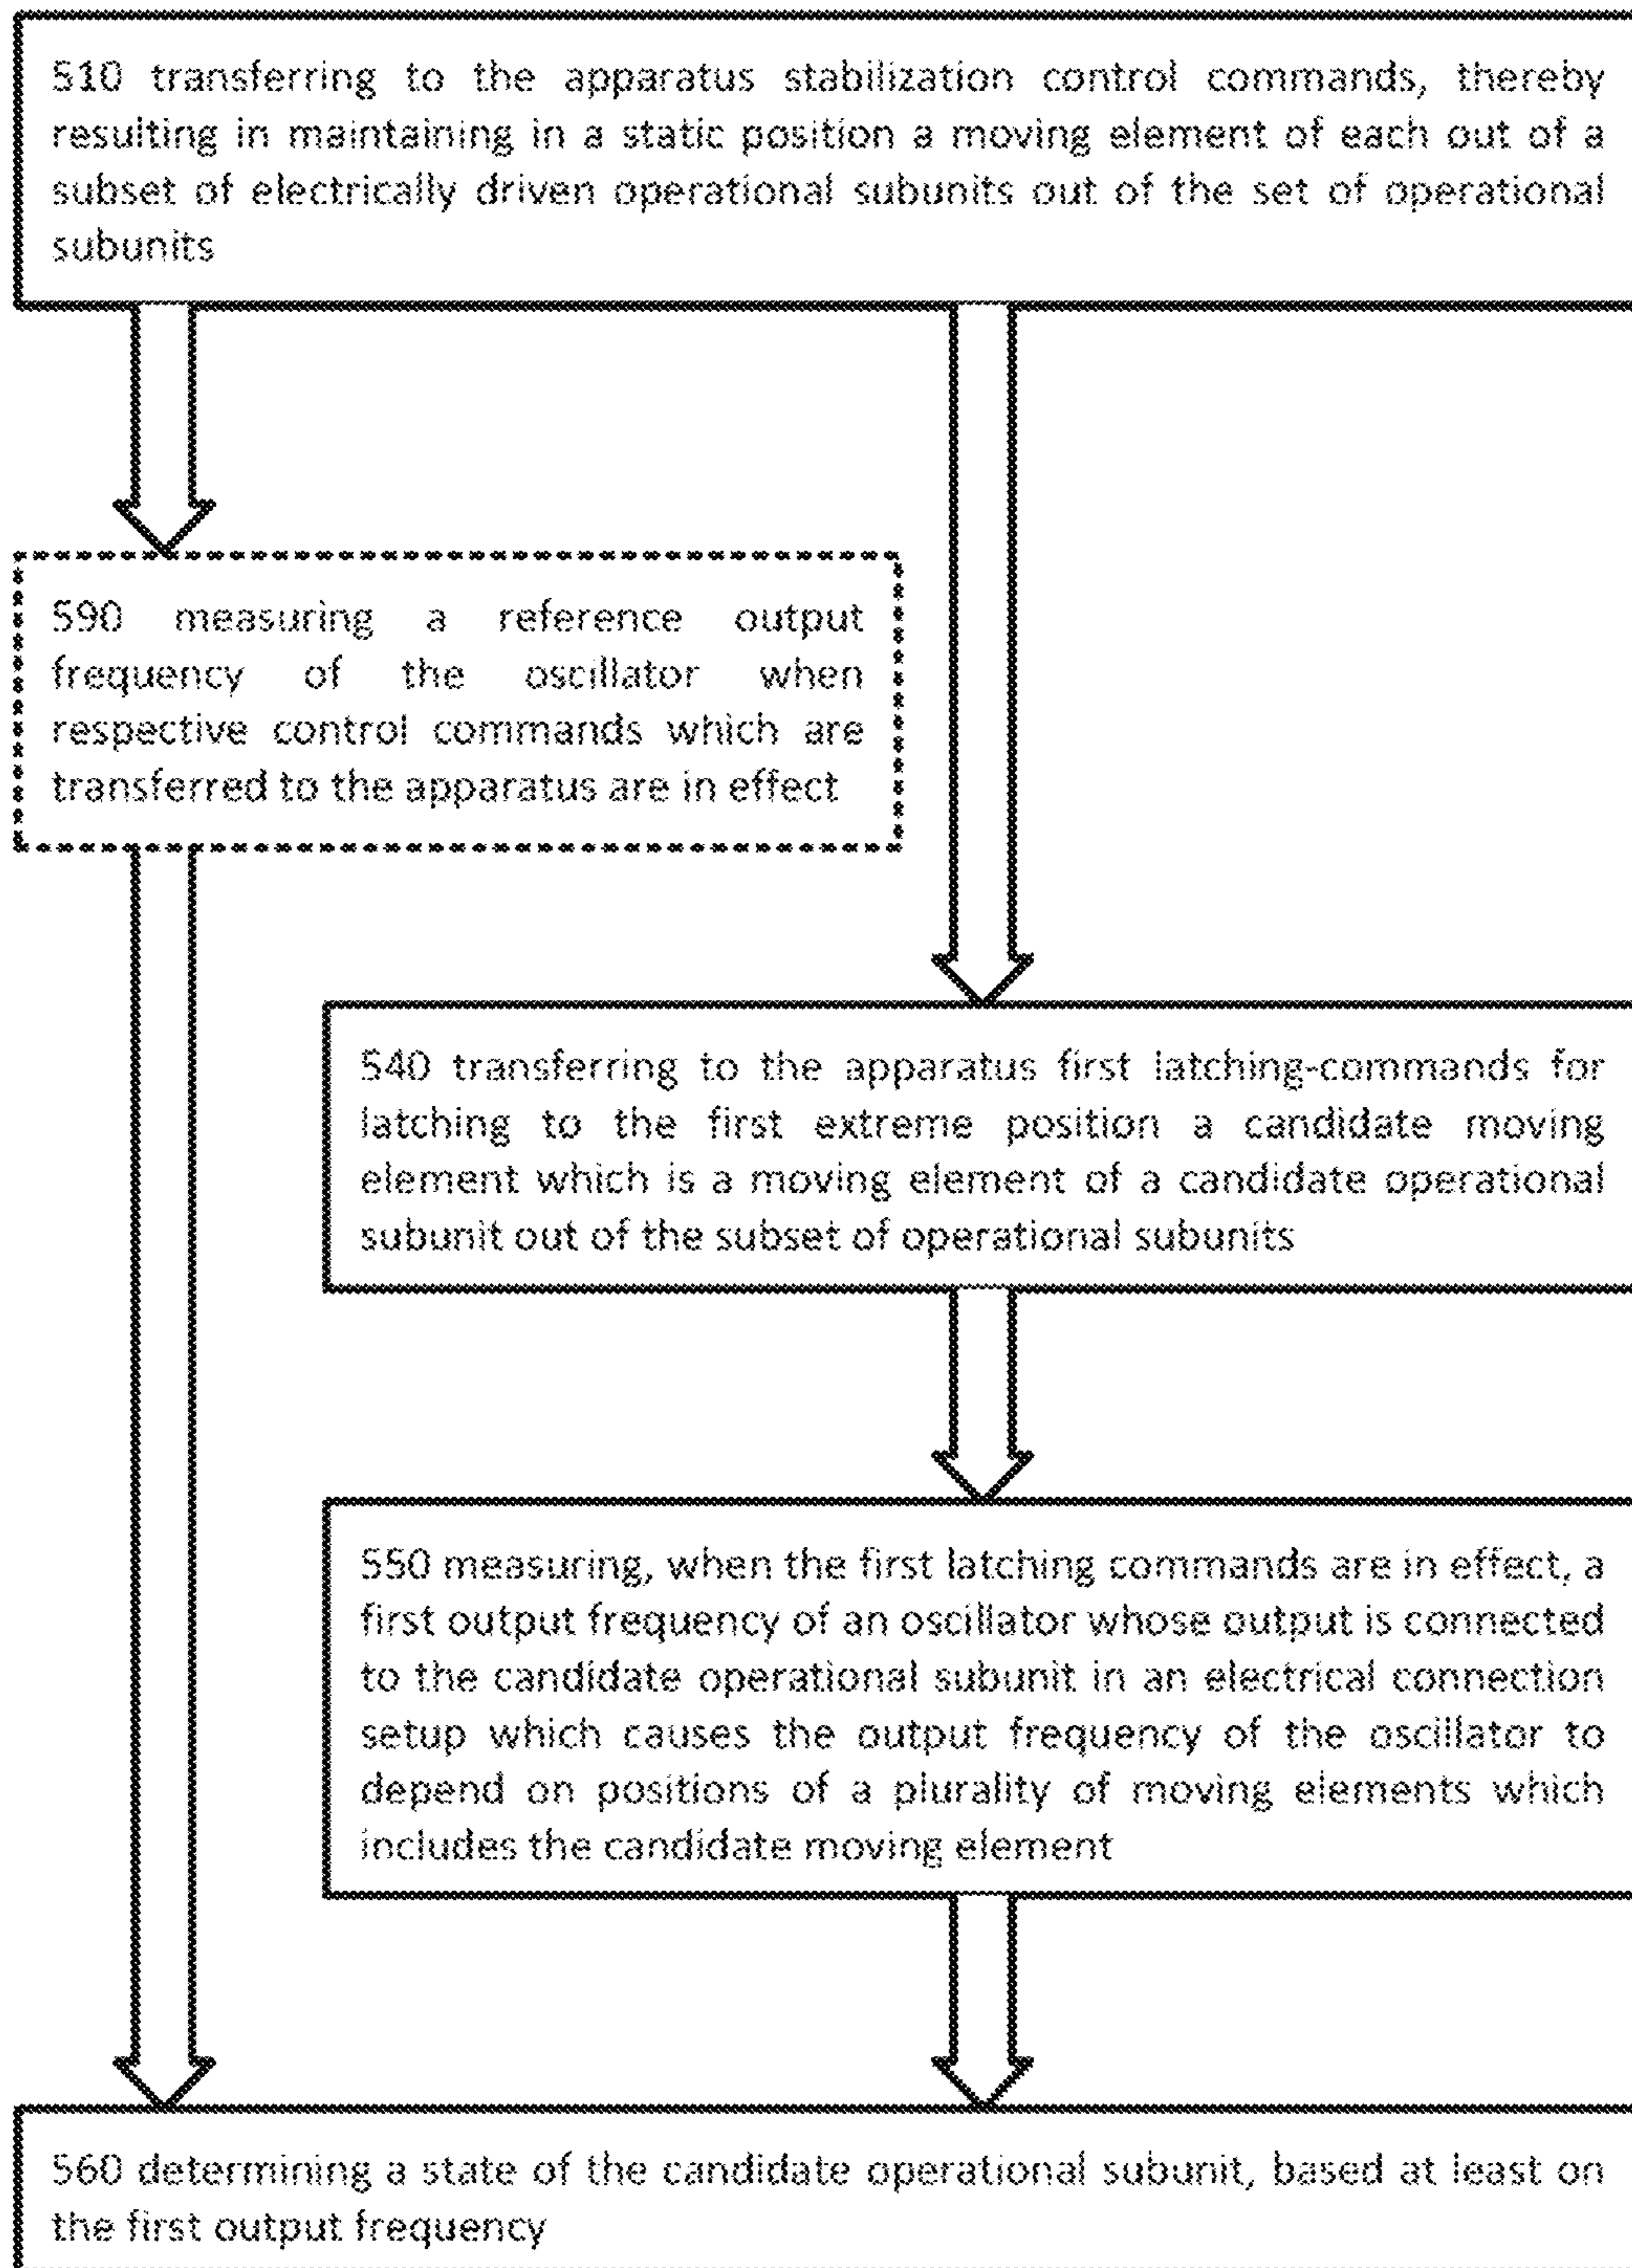 510 transferring to the apparatus stabilization control commands, thereby
resulting in maintaining in a static position a moving element of each out of a
subset of electrically driven operational subunits out of the set of operational
subunits
590 measuring a reference output
frequency of the oscillator when
respective control commands which are
transferred to the apparatus are in effect
540 transferring to the apparatus first latching-commands for
latching to the first extreme position a candidate moving
element which is a moving element of a candidate operational
subunit out of the subset of operational subunits
550 measuring, when the first latching commands are in effect, a
first output frequency of an oscillator whose output is connected
to the candidate operational subunit in an electrical connection
setup which causes the output frequency of the oscillator to
depend on positions of a plurality of moving elements which
includes the candidate moving element
560 determining a state of the candidate operational subunit, based at least on
the first output frequency